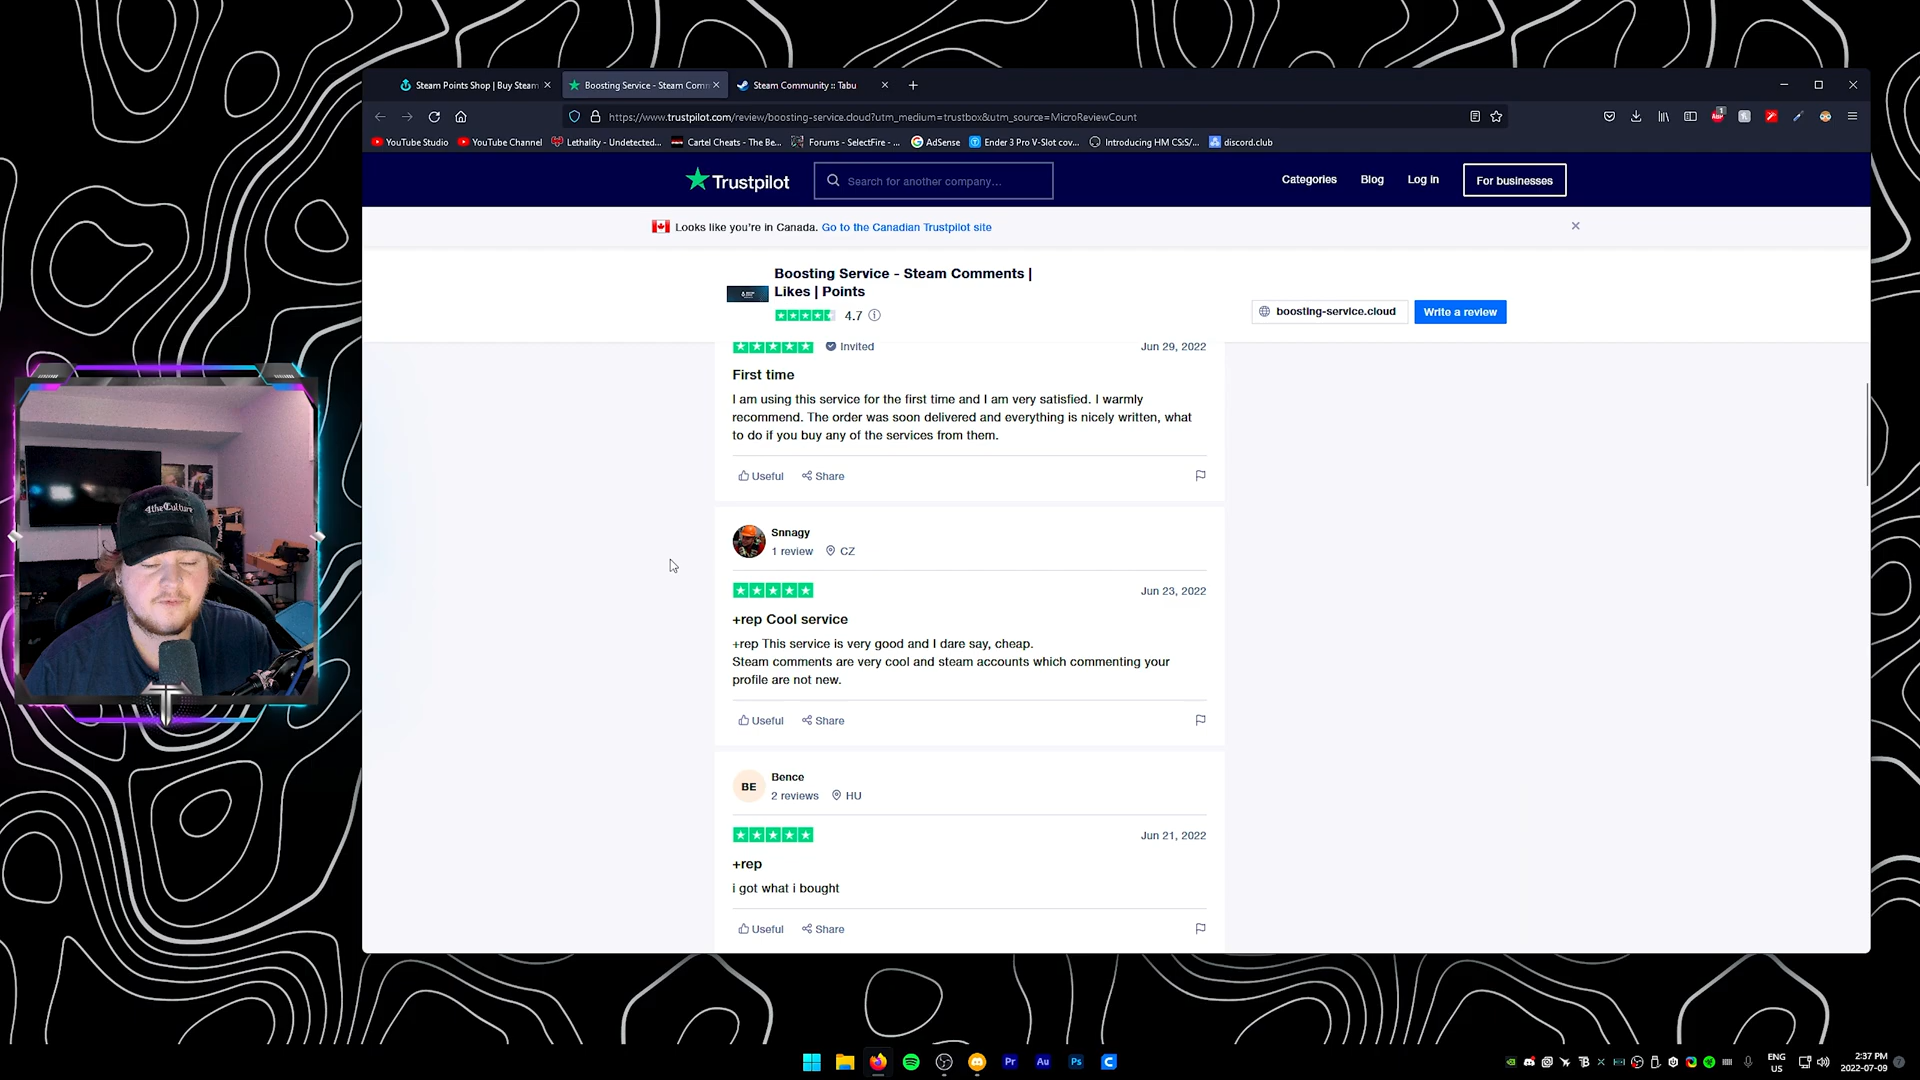 Steam Points Shop | Buy Steam
Boosting Service - Steam Comm
Steam Community :: Tabu
https://www.trustpilot.com/review/boosting-service.cloud?utm_medium=trustbox&utm_source=MicroReviewCount
YouTube Studio
YouTube Channel
Lethality - Undetected...
Cartel Cheats - The Be...
Forums - SelectFire - ...
AdSense
Ender 3 Pro V-Slot cov...
Introducing HM CS:S/...
discord.club
Trustpilot
Search for another company...
Categories
Blog
Log in
For businesses
Looks like you're in Canada. Go to the Canadian Trustpilot site
Boosting Service - Steam Comments |
Likes | Points
4.7
boosting-service.cloud
Write a review
Invited
Jun 29, 2022
First time
I am using this service for the first time and I am very satisfied. I warmly
recommend. The order was soon delivered and everything is nicely written, what
to do if you buy any of the services from them.
Useful
Share
Snnagy
1 review
CZ
Jun 23, 2022
+rep Cool service
+rep This service is very good and I dare say, cheap.
Steam comments are very cool and steam accounts which commenting your
profile are not new.
Useful
Share
BE
Bence
2 reviews
HU
Jun 21, 2022
+rep
i got what i bought
Useful
Share
4theCulture
Pr
Au
Ps
ENG
US
2:37 PM
2022-07-09